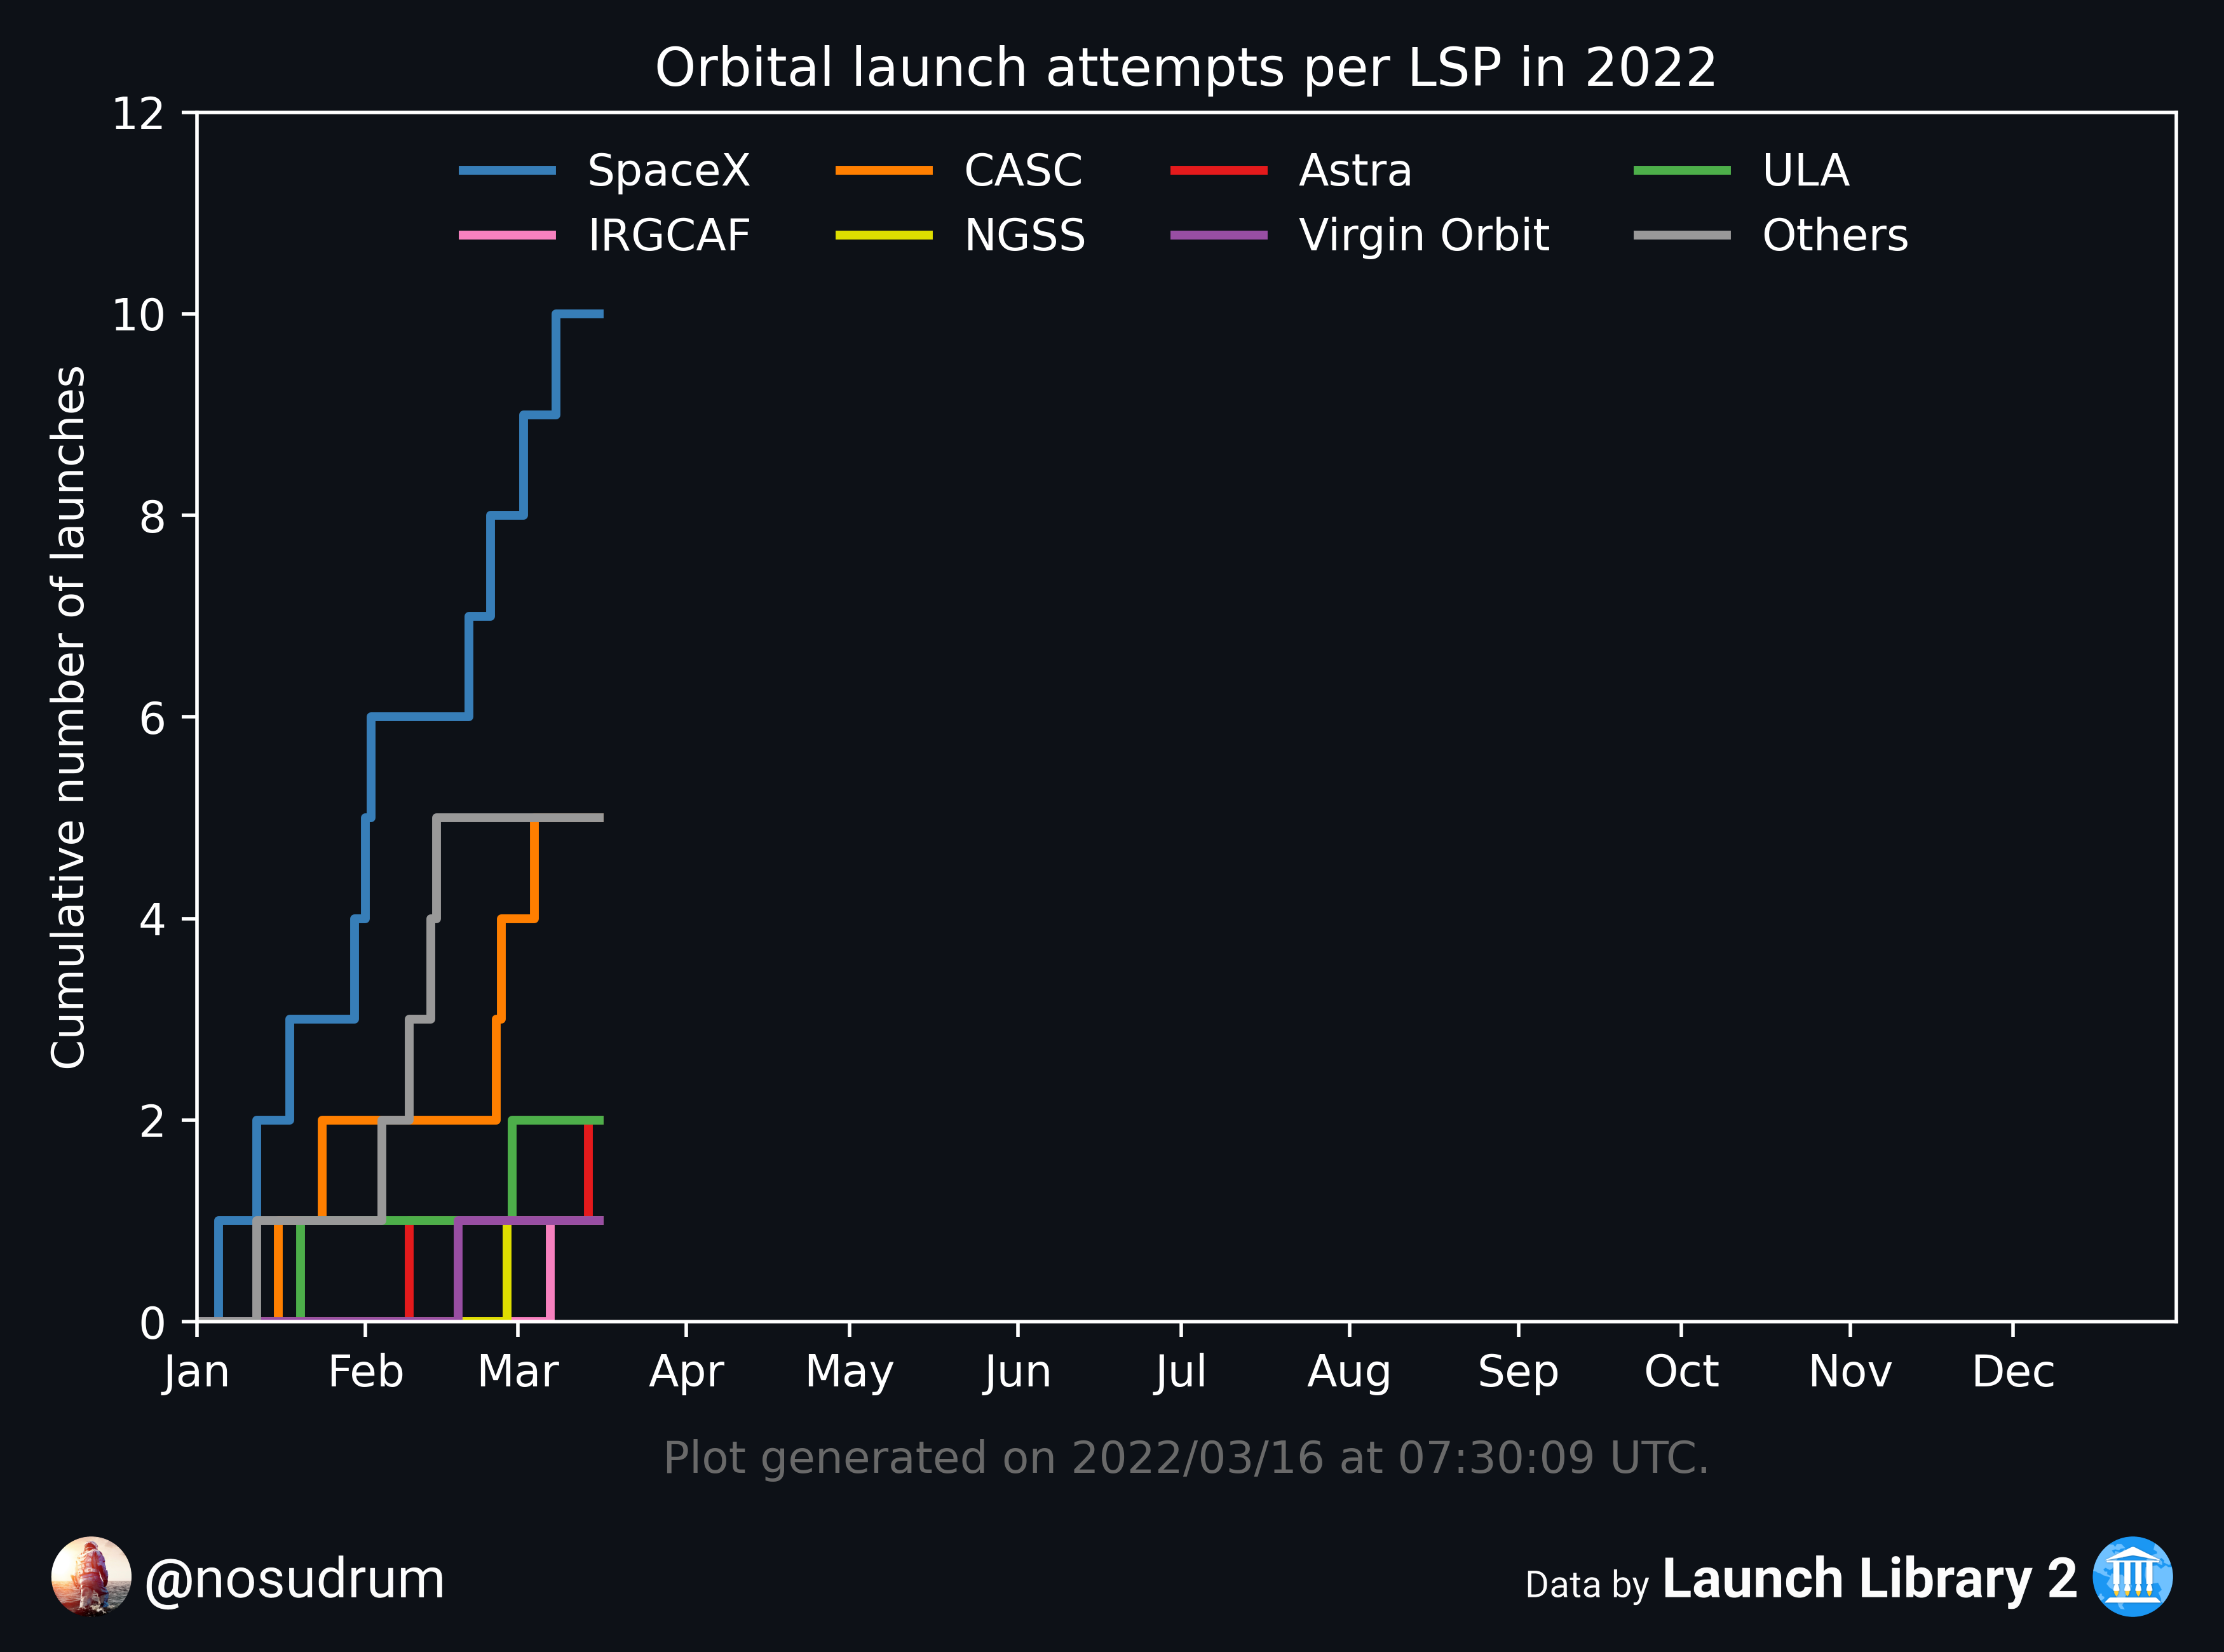 Orbital launch attempts per LSP in 2022
12
SpaceX CASC Astra ULA
IRGCAF NGSS Virgin Orbit Others
10
8
6
4
2
0
Cumulative number of launches
Jan Feb Mar Apr May Jun Jul Aug Sep Oct Nov Dec
Plot generated on 2022/03/16 at 07:30:09 UTC.
@nosudrum
Data by Launch Library 2